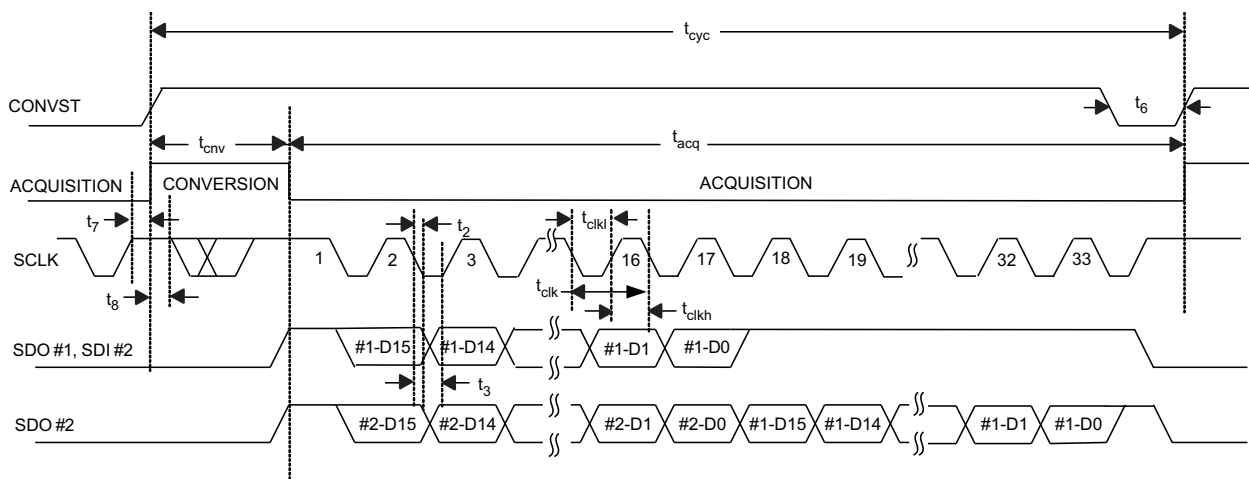 tcyc
CONVST
t6
tcnv
tacq
ACQUISITION
CONVERSION
ACQUISITION
t7
t2
tclkl
SCLK
1
2
3
16
17
18
19
32
33
t8
tclk
tclkh
SDO #1, SDI #2
#1-D15
#1-D14
#1-D1
#1-D0
t3
SDO #2
#2-D15
#2-D14
#2-D1
#2-D0
#1-D15
#1-D14
#1-D1
#1-D0